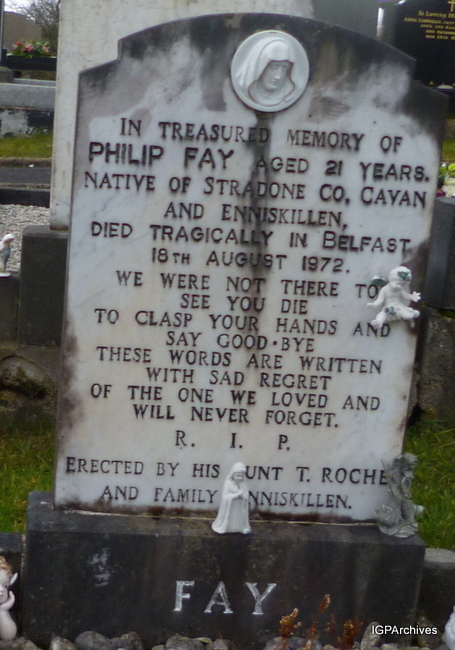 IN TREASURED MEMORY OF
PHILIP FAY AGED 21 YEARS.
NATIVE OF STRADONE CO, CAVAN
AND ENNISKILLEN,
DIED TRAGICALLY IN BELFAST
18TH AUGUST 1972.
WE WERE NOT THERE TO
SEE YOU DIE
TO CLASP YOUR HANDS AND
SAY GOOD·BYE
THESE WORDS ARE WRITTEN
WITH SAD REGRET
OF THE ONE WE LOVED AND
WILL NEVER FORGET.
R. I. P.
ERECTED BY HIS AUNT T. ROCHE
AND FAMILY ENNISKILLEN.
FAY
IGPArchives